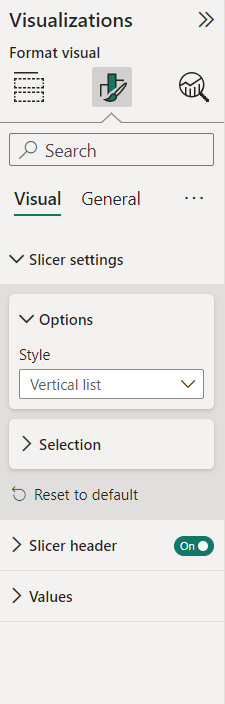 Visualizations
Format visual
Search
Visual General ...
Slicer settings
Options
Style
Vertical list
Selection
Reset to default
Slicer header On
Values